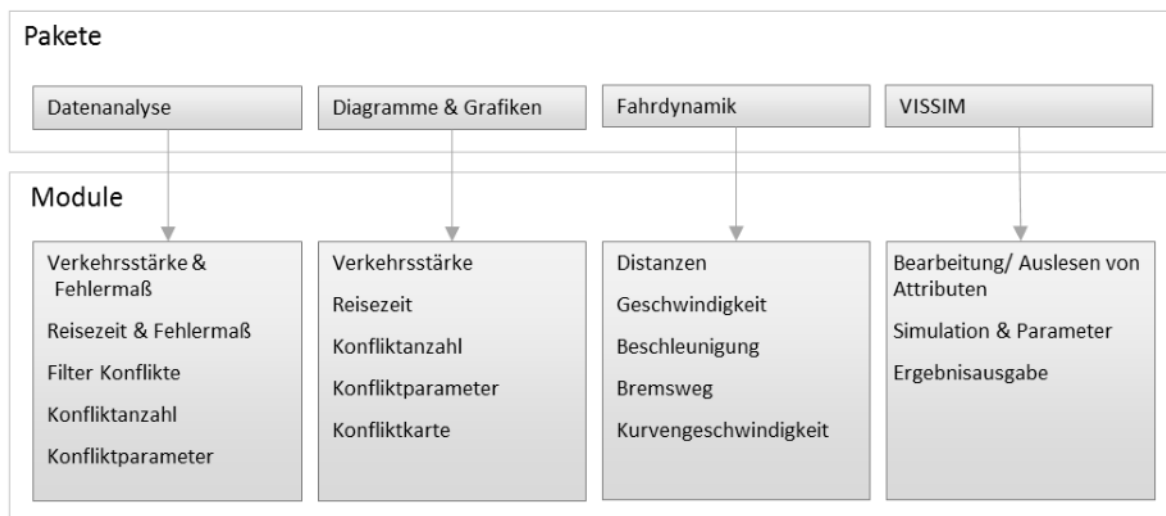 Pakete
Datenanalyse
Diagramme & Grafiken
Fahrdynamik
VISSIM
Module
Verkehrsstärke &
Fehlermaß
Reisezeit & Fehlermaß
Filter Konflikte
Konfliktanzahl
Konfliktparameter
Verkehrsstärke
Reisezeit
Konfliktanzahl
Konfliktparameter
Konfliktkarte
Distanzen
Geschwindigkeit
Beschleunigung
Bremsweg
Kurvengeschwindigkeit
Bearbeitung/ Auslesen von
Attributen
Simulation & Parameter
Ergebnisausgabe